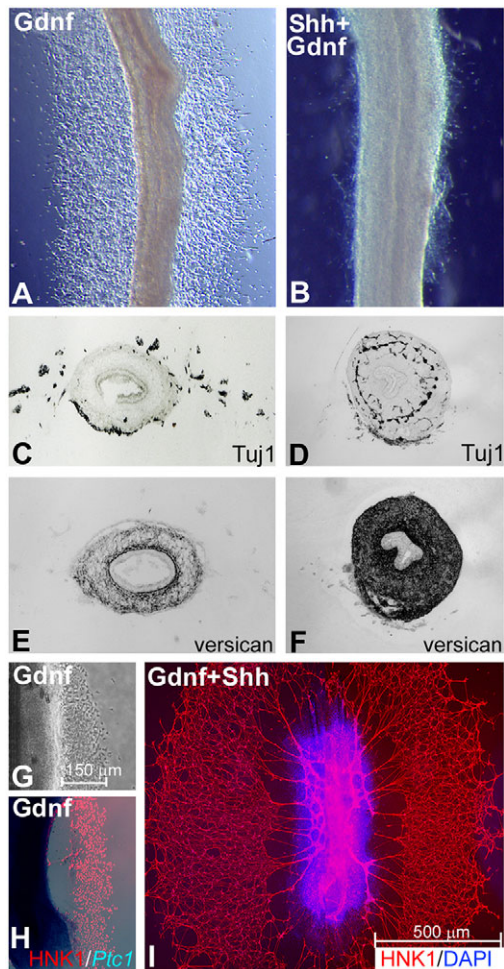 Gdnf
Shh+
Gdnf
A
B
Tuj1
C
Tuj1
D
versican
E
versican
F
Gdnf
G
150 µm
Gdnf
H
HNK1/Ptc1
Gdnf+Shh
I
500 µm
HNK1/DAPI